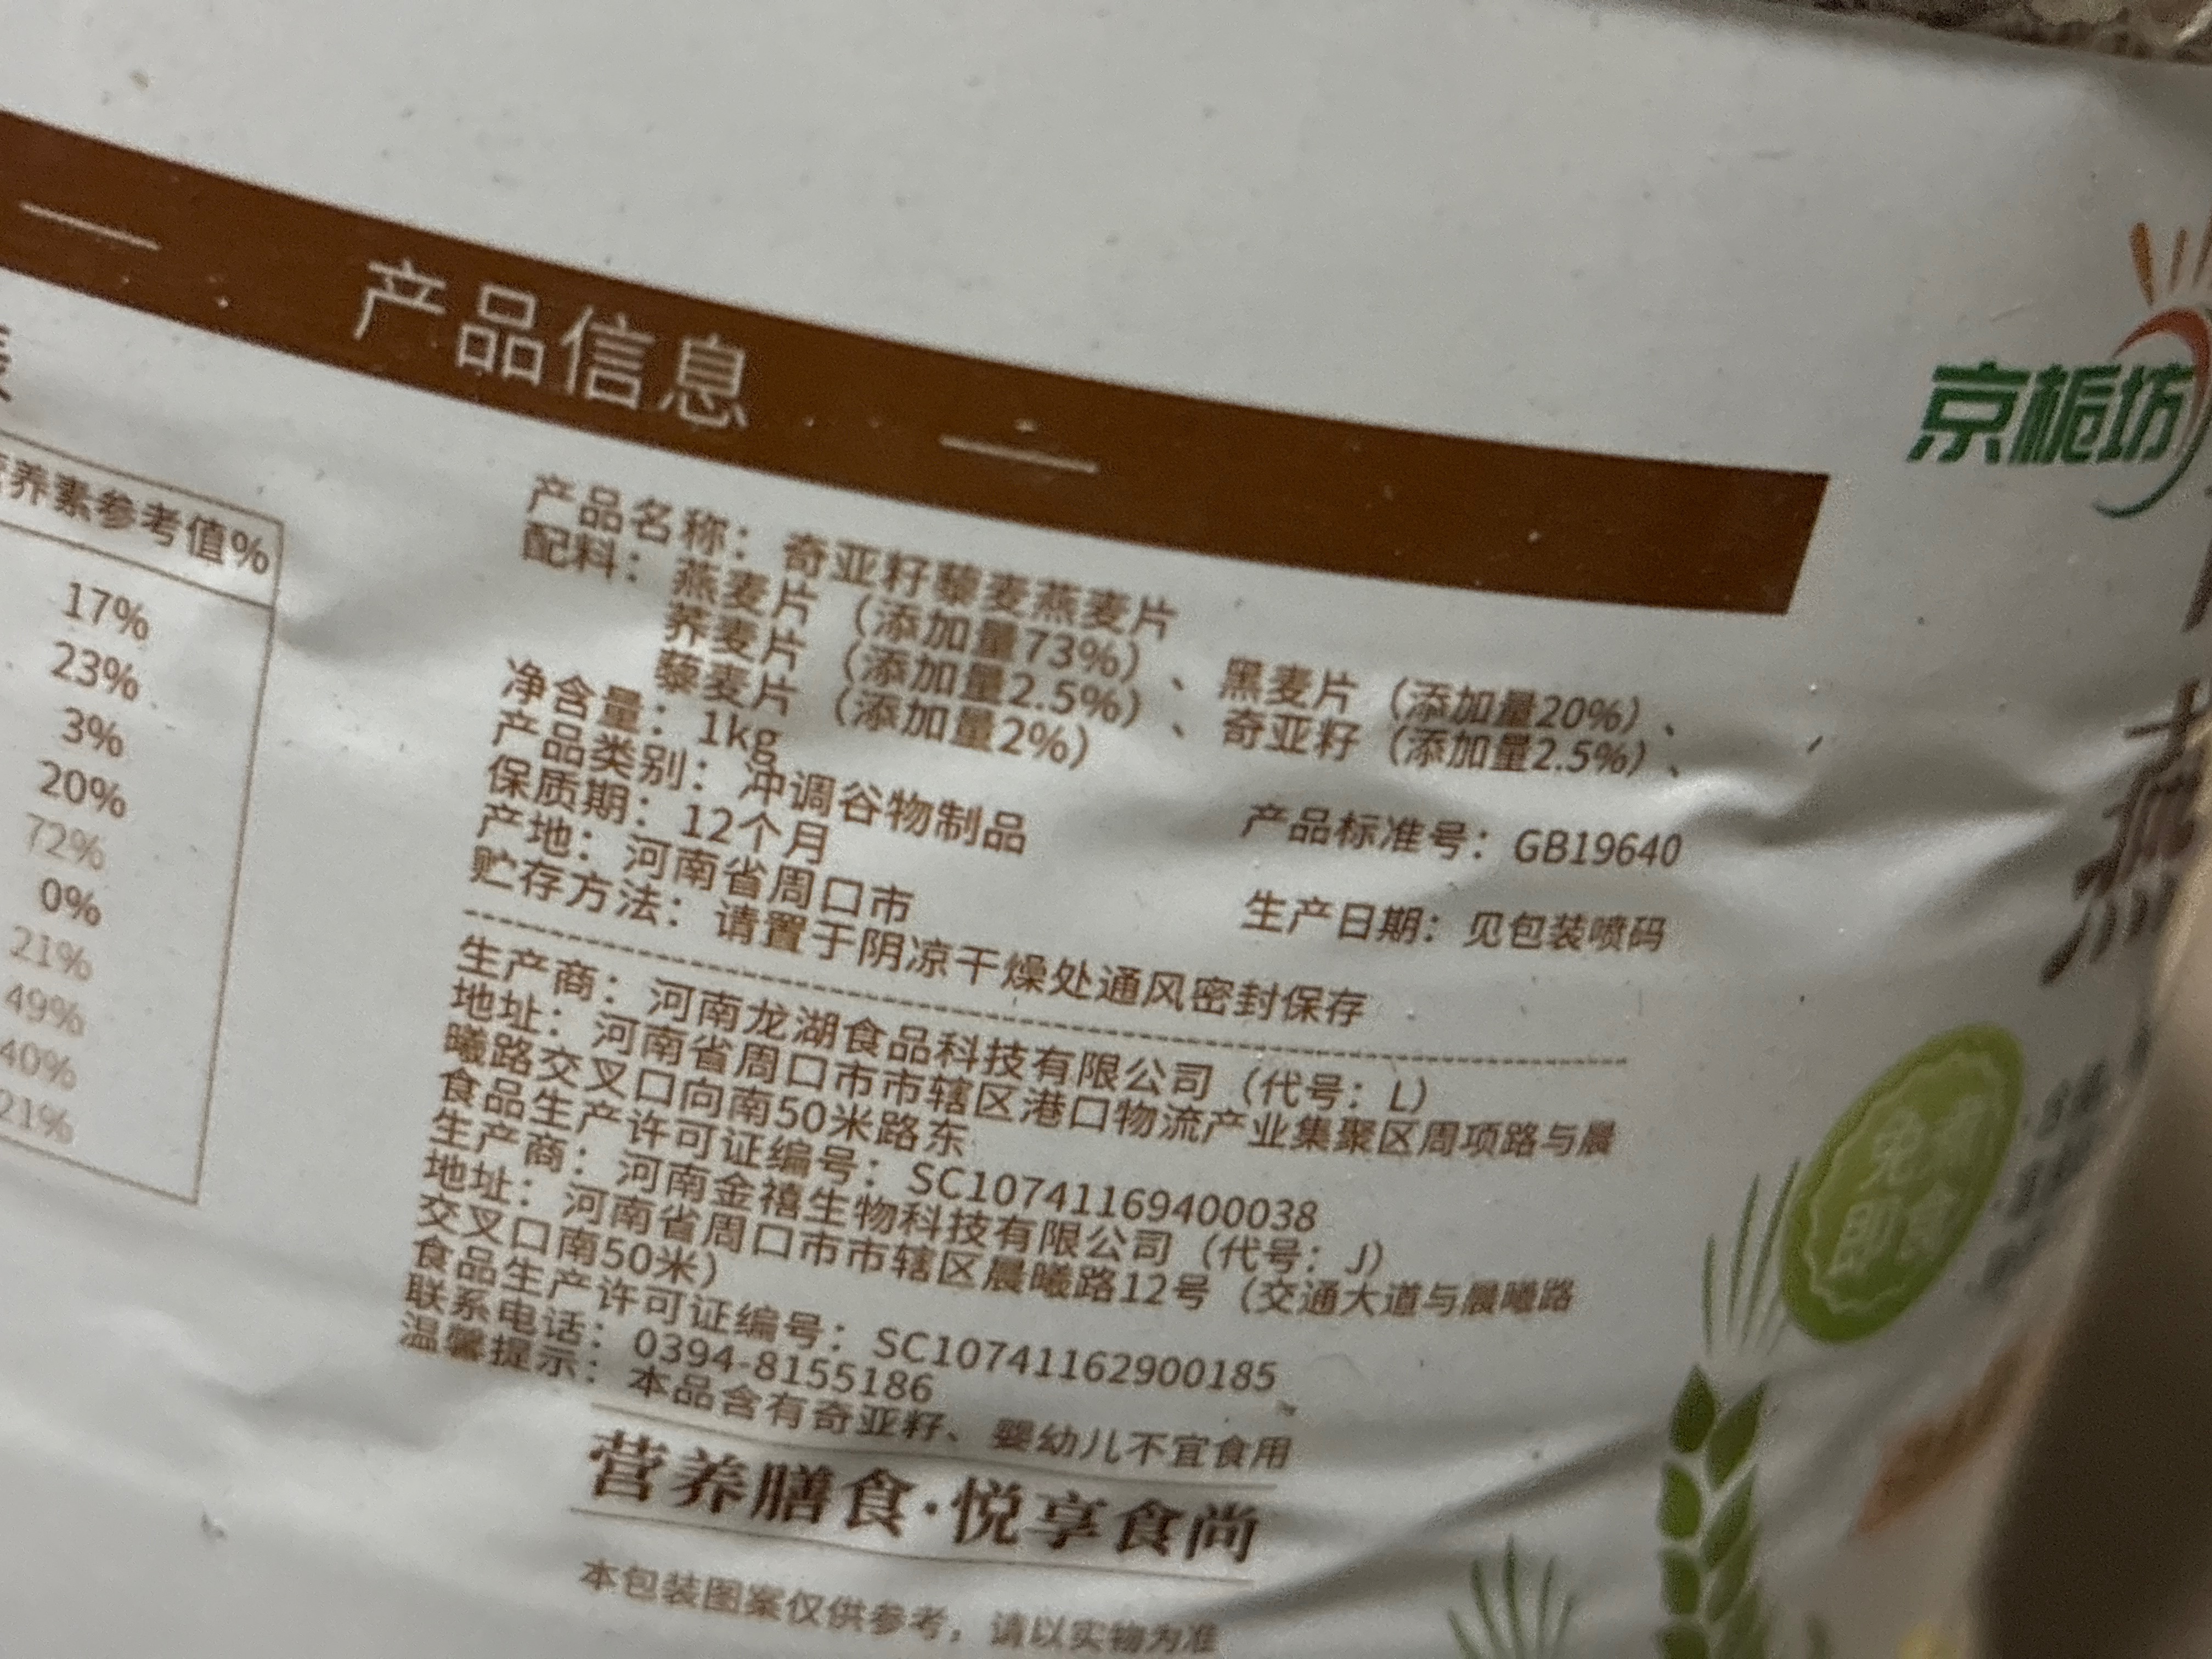 产品信息
京栀坊
养素参考值%
17%
23%
3%
20%
72%
0%
21%
49%
40%
21%
产品名称：奇亚籽藜麦燕麦片
配料：燕麦片（添加量73%）、黑麦片（添加量20%）、
荞麦片（添加量2.5%）、奇亚籽（添加量2.5%）、
藜麦片（添加量2%）
净含量：1kg
产品类别：冲调谷物制品 产品标准号：GB19640
保质期：12个月
产地：河南省周口市 生产日期：见包装喷码
贮存方法：请置于阴凉干燥处通风密封保存
生产商：河南龙湖食品科技有限公司（代号：L）
地址：河南省周口市市辖区港口物流产业集聚区周项路与晨
曦路交叉口向南50米路东
食品生产许可证编号：SC10741169400038
生产商：河南金禧生物科技有限公司（代号：J）
地址：河南省周口市市辖区晨曦路12号（交通大道与晨曦路
交叉口南50米）
食品生产许可证编号：SC10741162900185
联系电话：0394-8155186
温馨提示：本品含有奇亚籽、婴幼儿不宜食用
营养膳食·悦享食尚
本包装图案仅供参考，请以实物为准
燕
即食